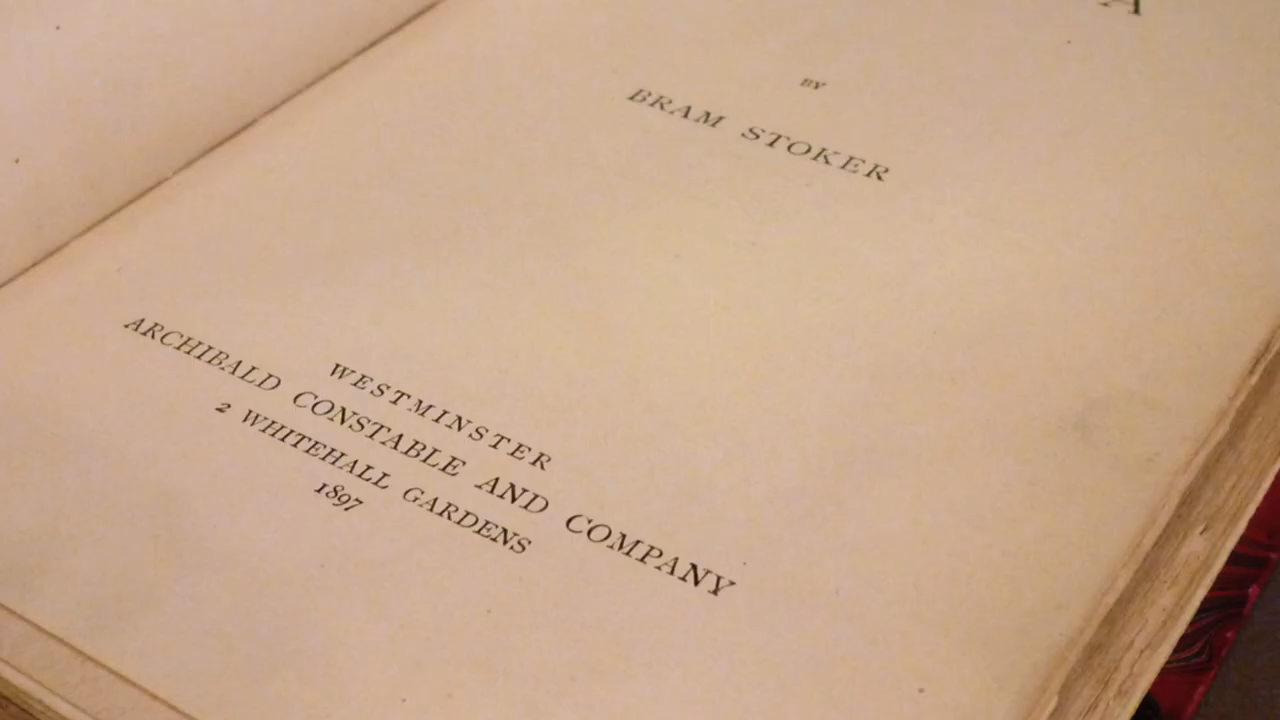 A
BY
BRAM STOKER
WESTMINSTER
ARCHIBALD CONSTABLE AND COMPANY
2 WHITEHALL GARDENS
1897